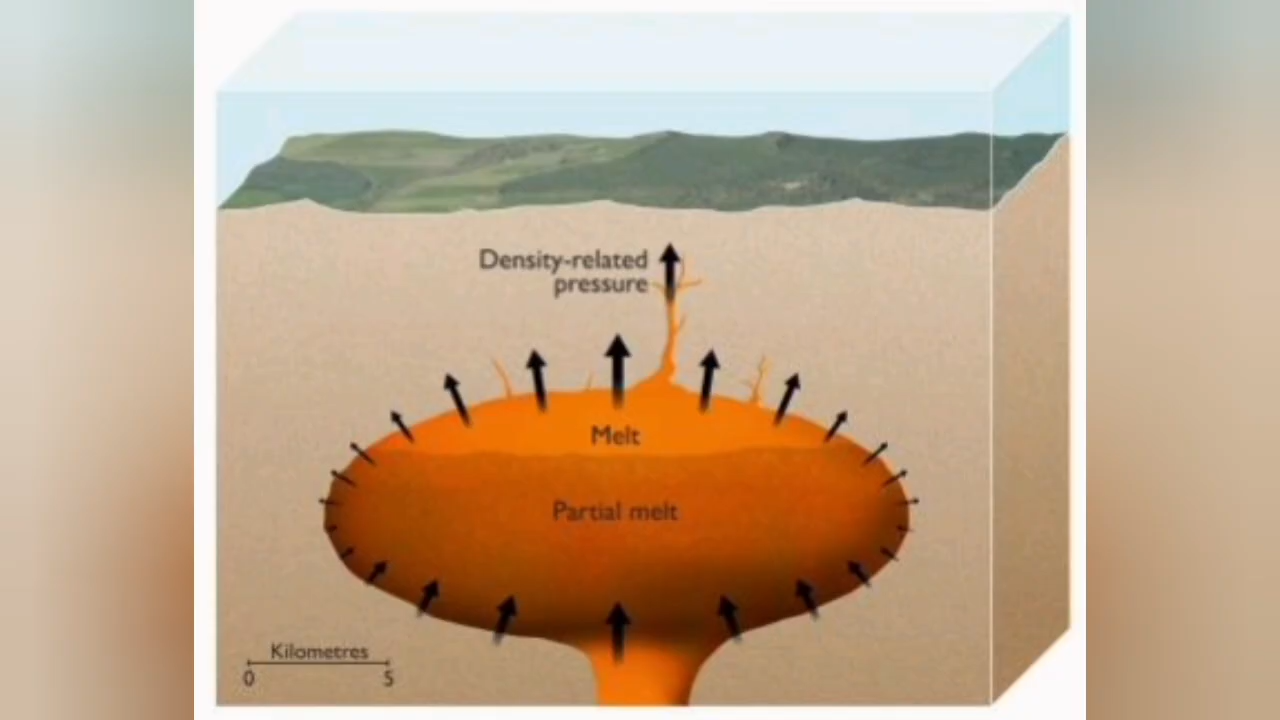 Density-related
pressure
Melt
Partial melt
Kilometres
0 5